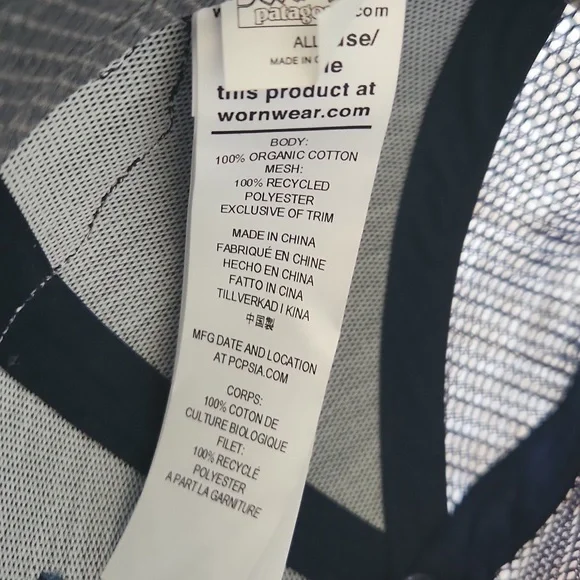 patago
.com
ALL
use/
MADE IN C
this product at
wornwear.com
BODY:
100% ORGANIC COTTON
MESH:
100% RECYCLED
POLYESTER
EXCLUSIVE OF TRIM
MADE IN CHINA
FABRIQUÉ EN CHINE
HECHO EN CHINA
FATTO IN CINA
TILLVERKAD I KINA
中国製
MFG DATE AND LOCATION
AT PCPSIA.COM
CORPS:
100% COTON DE
CULTURE BIOLOGIQUE
FILET:
100% RECYCLÉ
POLYESTER
A PART LA GARNITURE